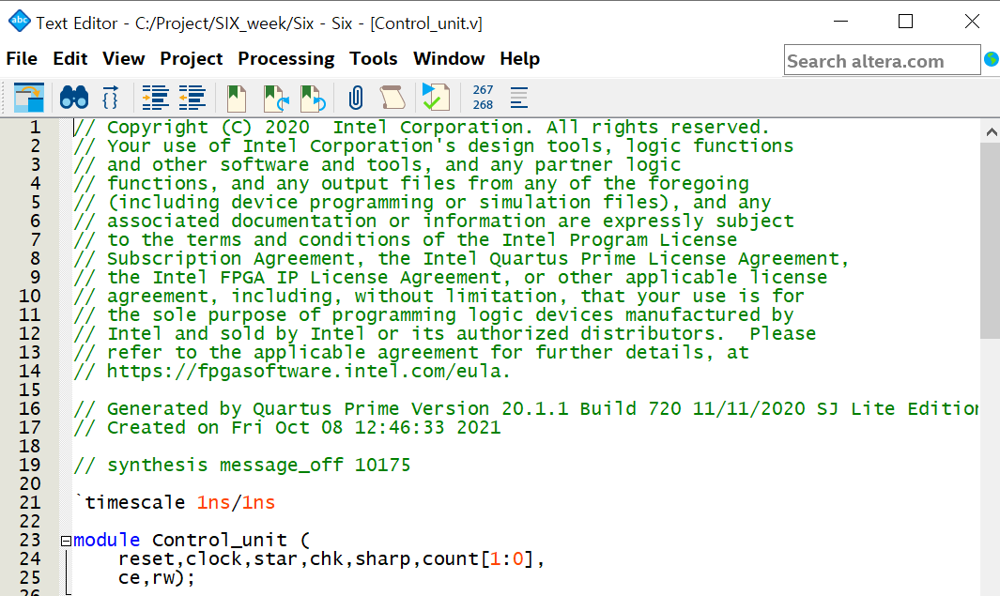 abc Text Editor - C:/Project/SIX_week/Six - Six - [Control_unit.v]
File Edit View Project Processing Tools Window Help
Search altera.com
267
268
1 // Copyright (C) 2020  Intel Corporation. All rights reserved.
2 // Your use of Intel Corporation's design tools, logic functions
3 // and other software and tools, and any partner logic
4 // functions, and any output files from any of the foregoing
5 // (including device programming or simulation files), and any
6 // associated documentation or information are expressly subject
7 // to the terms and conditions of the Intel Program License
8 // Subscription Agreement, the Intel Quartus Prime License Agreement,
9 // the Intel FPGA IP License Agreement, or other applicable license
10 // agreement, including, without limitation, that your use is for
11 // the sole purpose of programming logic devices manufactured by
12 // Intel and sold by Intel or its authorized distributors.  Please
13 // refer to the applicable agreement for further details, at
14 // https://fpgasoftware.intel.com/eula.
15
16 // Generated by Quartus Prime Version 20.1.1 Build 720 11/11/2020 SJ Lite Edition
17 // Created on Fri Oct 08 12:46:33 2021
18
19 // synthesis message_off 10175
20
21 `timescale 1ns/1ns
22
23 module Control_unit (
24     reset,clock,star,chk,sharp,count[1:0],
25     ce,rw);
26